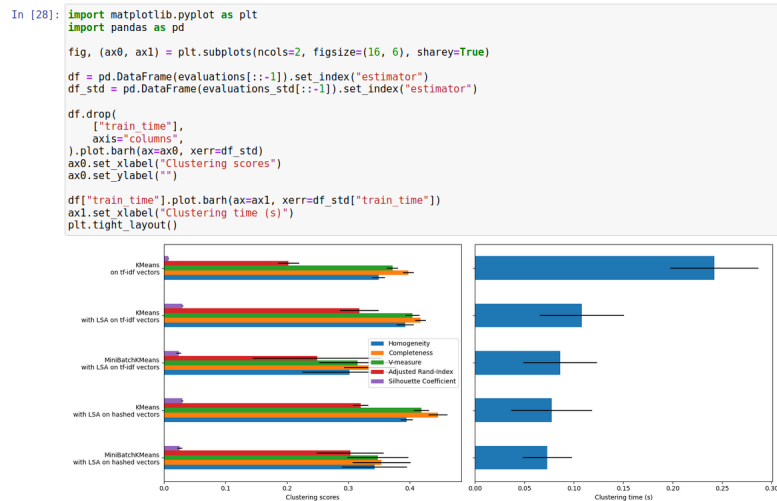 In [28]: import matplotlib.pyplot as plt
import pandas as pd
fig, (ax0, ax1) = plt.subplots(ncols=2, figsize=(16, 6), sharey=True)
df = pd.DataFrame(evaluations[::-1]).set_index("estimator")
df_std = pd.DataFrame(evaluations_std[::-1]).set_index("estimator")
df.drop(
["train_time"],
axis="columns",
).plot.barh(ax=ax0, xerr=df_std)
ax0.set_xlabel("Clustering scores")
ax0.set_ylabel("")
df["train_time"].plot.barh(ax=ax1, xerr=df_std["train_time"])
ax1.set_xlabel("Clustering time (s)")
plt.tight_layout()
KMeans
on tf-idf vectors
KMeans
with LSA on tf-idf vectors
MiniBatchKMeans
with LSA on tf-idf vectors
KMeans
with LSA on hashed vectors
MiniBatchKMeans
with LSA on hashed vectors
Homogeneity
Completeness
V-measure
Adjusted Rand-Index
Silhouette Coefficient
0.0 0.1 0.2 0.3 0.4
Clustering scores
0.00 0.05 0.10 0.15 0.20 0.25 0.30
Clustering time (s)